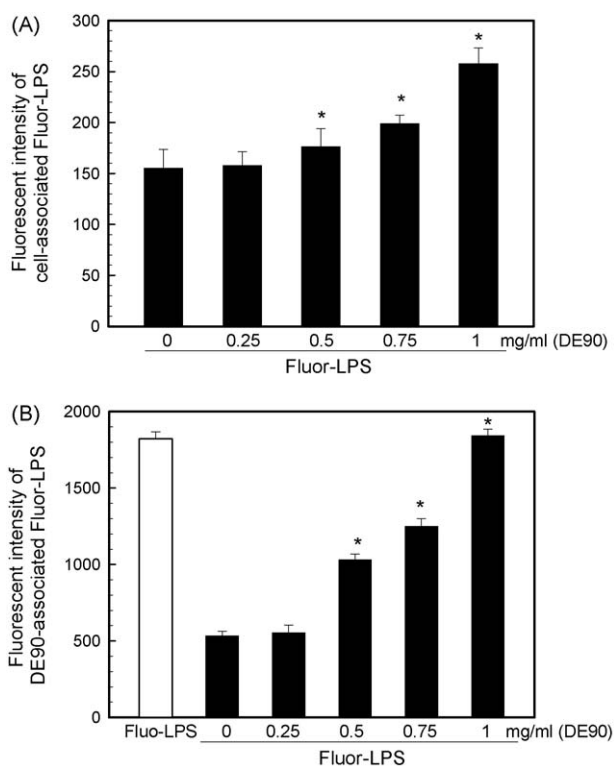 (A)
Fluorescent intensity of
cell-associated Fluor-LPS
300
250
200
150
100
50
0
* * *
0 0.25 0.5 0.75 1 mg/ml (DE90)
Fluor-LPS
(B)
Fluorescent intensity of
DE90-associated Fluor-LPS
2000
1500
1000
500
0
* * *
Fluo-LPS 0 0.25 0.5 0.75 1 mg/ml (DE90)
Fluor-LPS